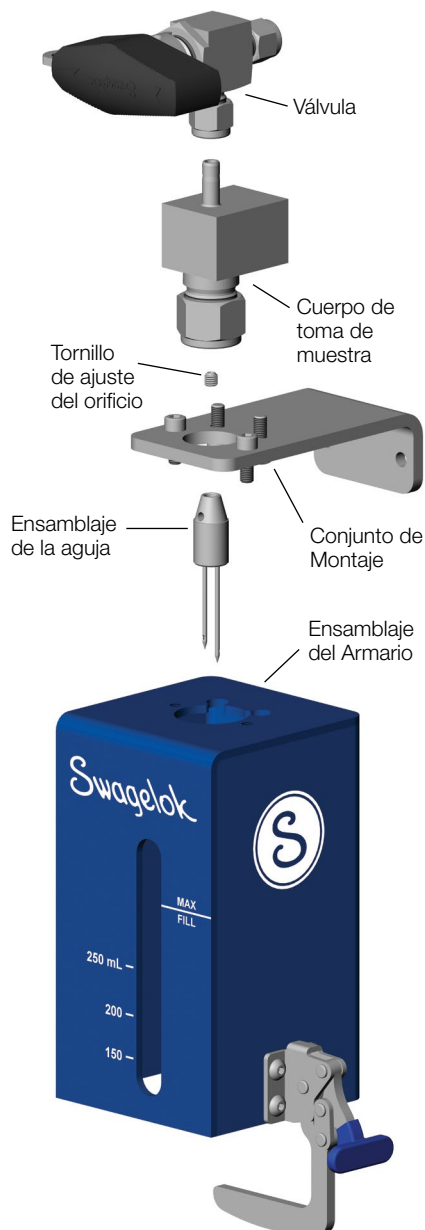 Válvula
Cuerpo de
toma de
muestra
Tornillo
de ajuste
del orificio
Ensamblaje
de la aguja
Conjunto de
Montaje
Ensamblaje
del Armario
Swagelok
S
MAX
FILL
250 mL
200
150